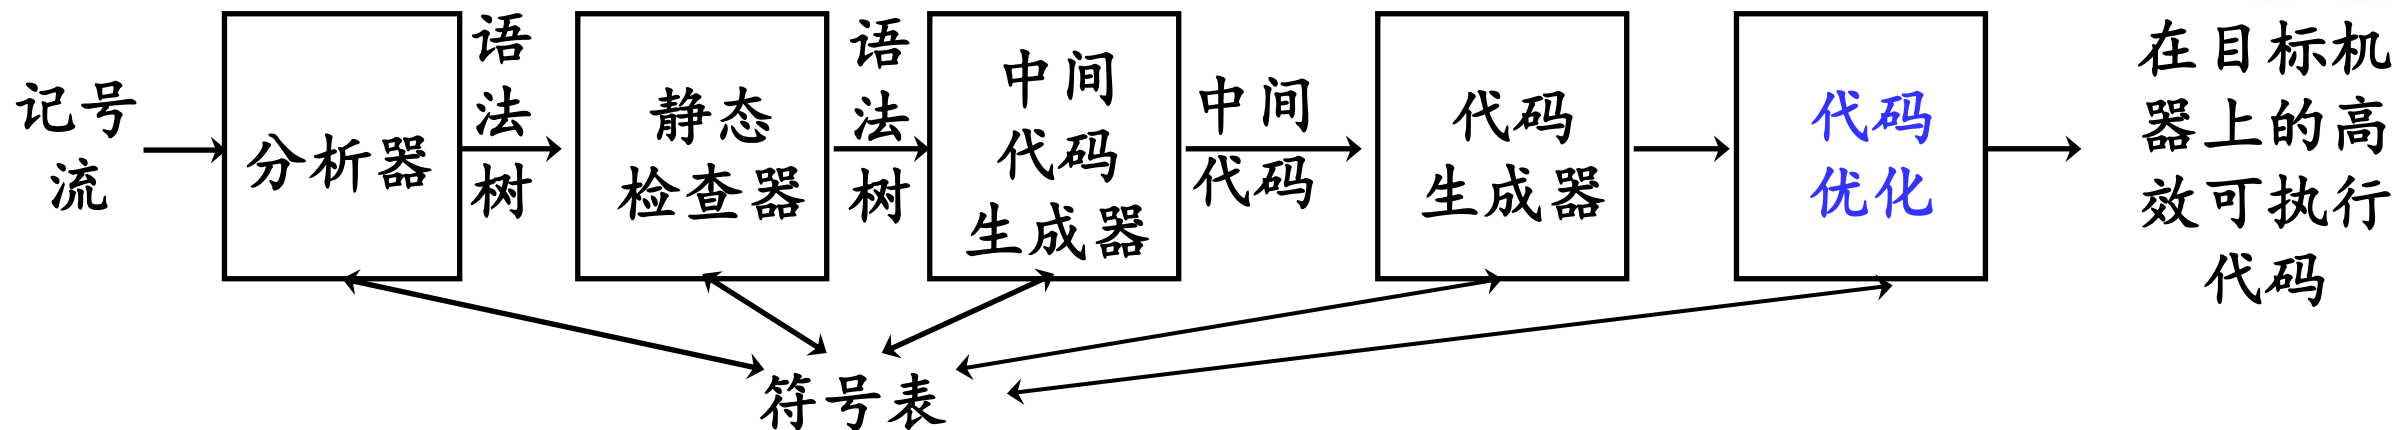 记号
流
分析器
语
法
树
静态
检查器
语
法
树
中间
代码
生成器
中间
代码
代码
生成器
代码
优化
在目标机
器上的高
效可执行
代码
符号表